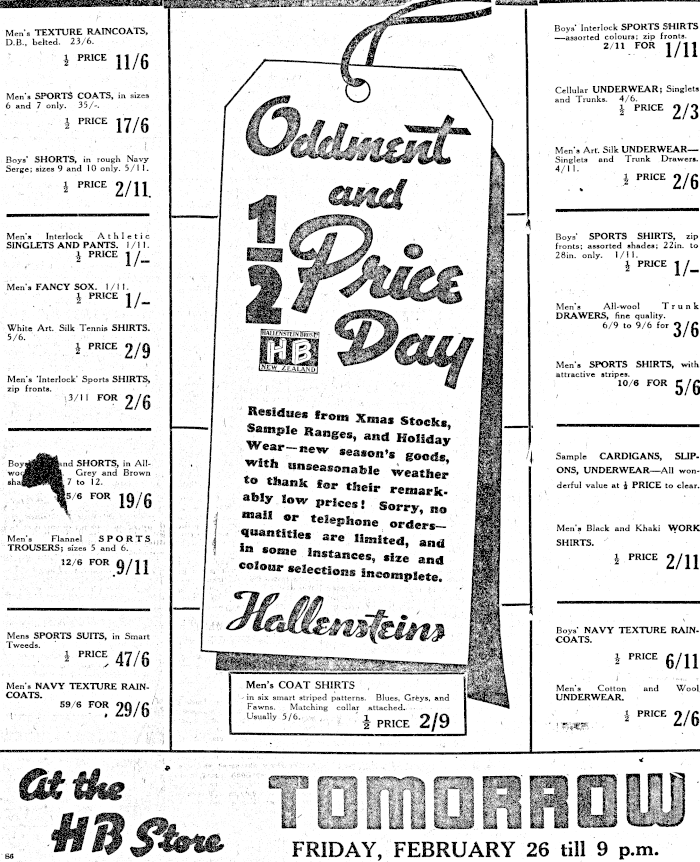 Men's TEXTURE RAINCOATS,
D.B., belted. 23/6.
½ PRICE 11/6
Men's SPORTS COATS, in sizes
6 and 7 only. 35/-.
½ PRICE 17/6
Boys' SHORTS, in rough Navy
Serge; sizes 9 and 10 only. 5/11.
½ PRICE 2/11
Men's Interlock Athletic
SINGLETS AND PANTS. 1/11.
½ PRICE 1/-
Men's FANCY SOX. 1/11.
½ PRICE 1/-
White Art. Silk Tennis SHIRTS.
5/6.
½ PRICE 2/9
Men's 'Interlock' Sports SHIRTS,
zip fronts.
3/11 FOR 2/6
and SHORTS, in All-
Grey and Brown
7 to 12.
5/6 FOR 19/6
Men's Flannel SPORTS
TROUSERS; sizes 5 and 6.
12/6 FOR 9/11
Mens SPORTS SUITS, in Smart
Tweeds.
½ PRICE 47/6
Men's NAVY TEXTURE RAIN-
COATS.
59/6 FOR 29/6
Oddment
and
1/2 Price
Day
HALLENSTEIN BROS
HB
NEW ZEALAND
Residues from Xmas Stocks,
Sample Ranges, and Holiday
Wear—new season's goods,
with unseasonable weather
to thank for their remark-
ably low prices! Sorry, no
mail or telephone orders—
quantities are limited, and
in some instances, size and
colour selections incomplete.
Hallensteins
Men's COAT SHIRTS
in six smart striped patterns. Blues, Greys, and
Fawns. Matching collar attached.
Usually 5/6. ½ PRICE 2/9
Boys' Interlock SPORTS SHIRTS
—assorted colours; zip fronts.
2/11 FOR 1/11
Cellular UNDERWEAR; Singlets
and Trunks. 4/6.
½ PRICE 2/3
Men's Art. Silk UNDERWEAR—
Singlets and Trunk Drawers.
4/11.
½ PRICE 2/6
Boys' SPORTS SHIRTS, zip
fronts; assorted shades; 22in. to
28in. only. 1/11.
½ PRICE 1/-
Men's All-wool Trunk
DRAWERS, fine quality.
6/9 to 9/6 for 3/6
Men's SPORTS SHIRTS, with
attractive stripes.
10/6 FOR 5/6
Sample CARDIGANS, SLIP-
ONS, UNDERWEAR—All won-
derful value at ½ PRICE to clear.
Men's Black and Khaki WORK
SHIRTS.
½ PRICE 2/11
Boys' NAVY TEXTURE RAIN-
COATS.
½ PRICE 6/11
Men's Cotton and Wool
UNDERWEAR.
½ PRICE 2/6
At the
HB Store
TOMORROW
FRIDAY, FEBRUARY 26 till 9 p.m.
S6